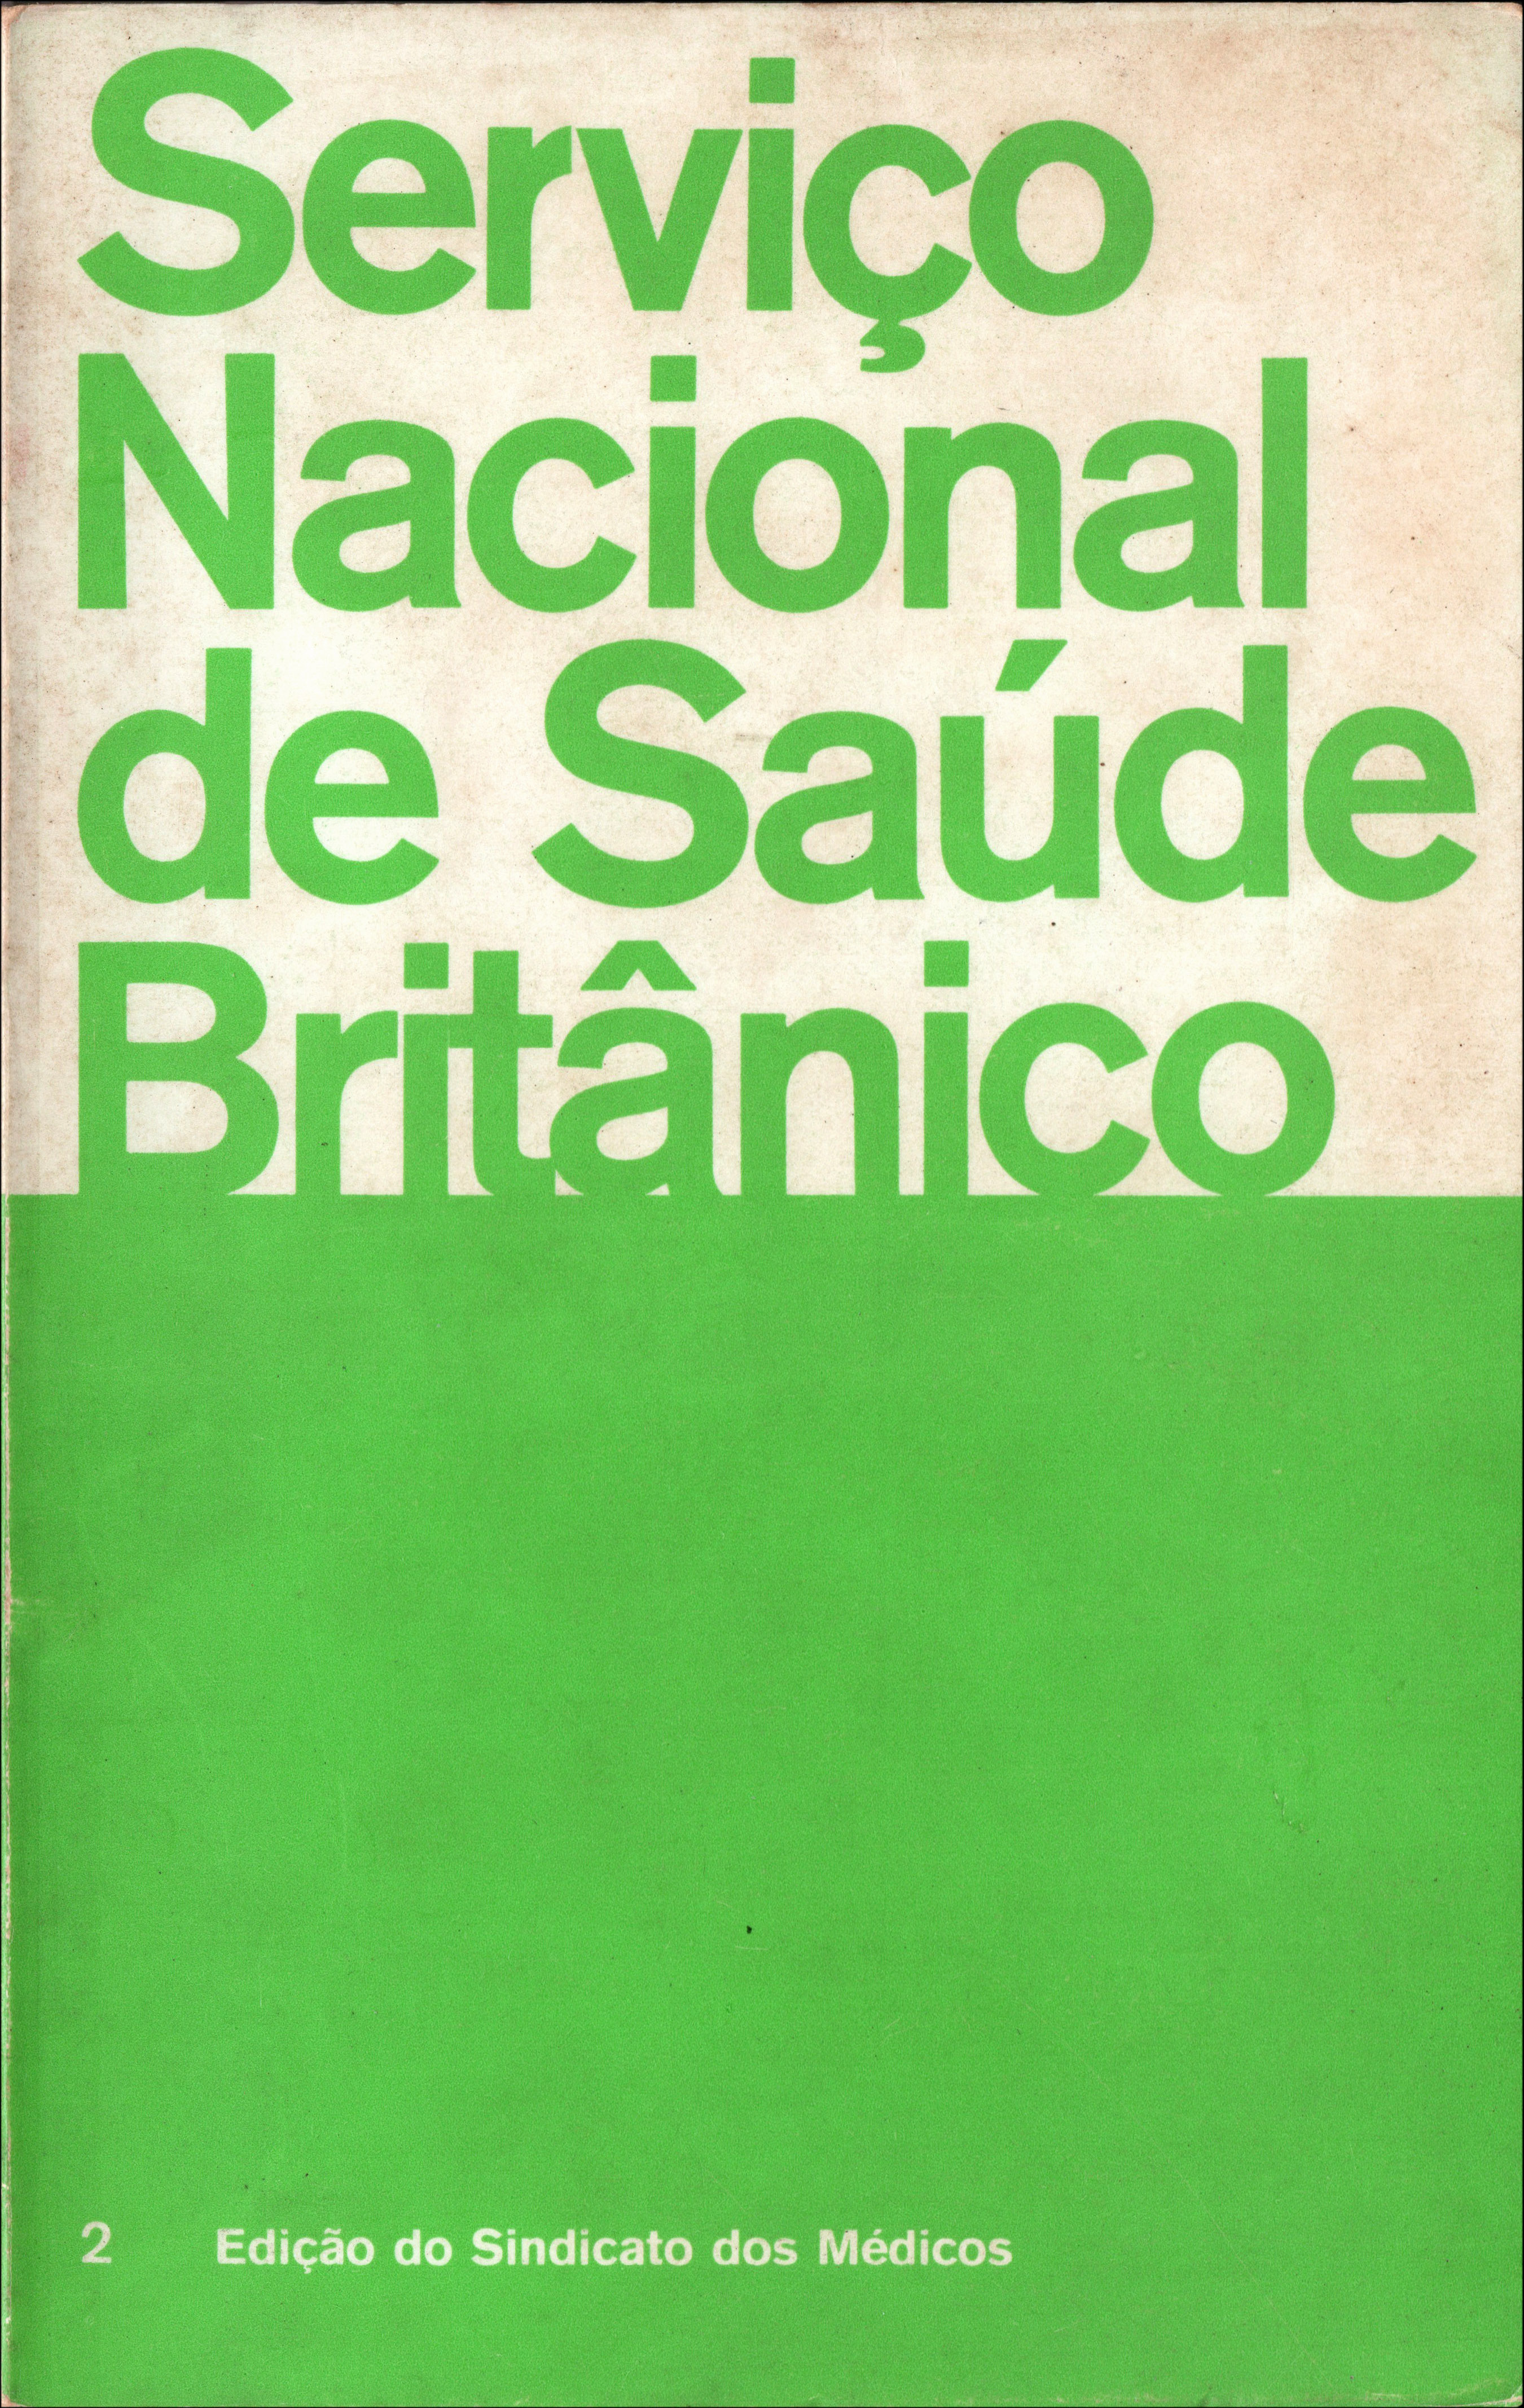 Serviço
Nacional
de Saúde
Britânico
2 Edição do Sindicato dos Médicos